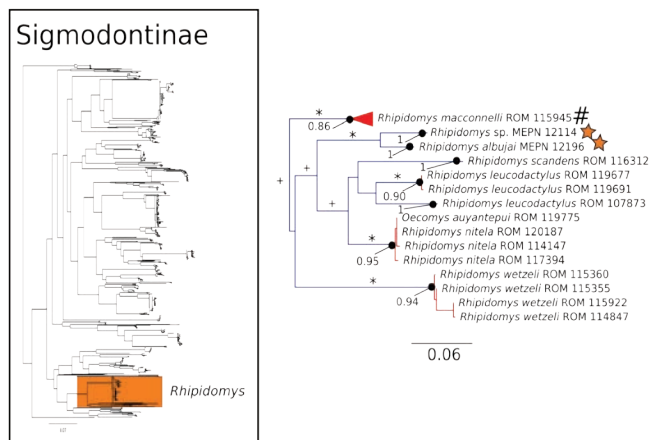 Sigmodontinae
Rhipidomys
*
0.86
Rhipidomys macconnelli ROM 115945 #
*
Rhipidomys sp. MEPN 12114
1
Rhipidomys albujai MEPN 12196
+
1
Rhipidomys scandens ROM 116312
*
Rhipidomys leucodactylus ROM 119677
+
0.90
Rhipidomys leucodactylus ROM 119691
1
Rhipidomys leucodactylus ROM 107873
Oecomys auyantepui ROM 119775
Rhipidomys nitela ROM 120187
*
Rhipidomys nitela ROM 114147
0.95
Rhipidomys nitela ROM 117394
*
Rhipidomys wetzeli ROM 115360
0.94
Rhipidomys wetzeli ROM 115355
Rhipidomys wetzeli ROM 115922
Rhipidomys wetzeli ROM 114847
0.06